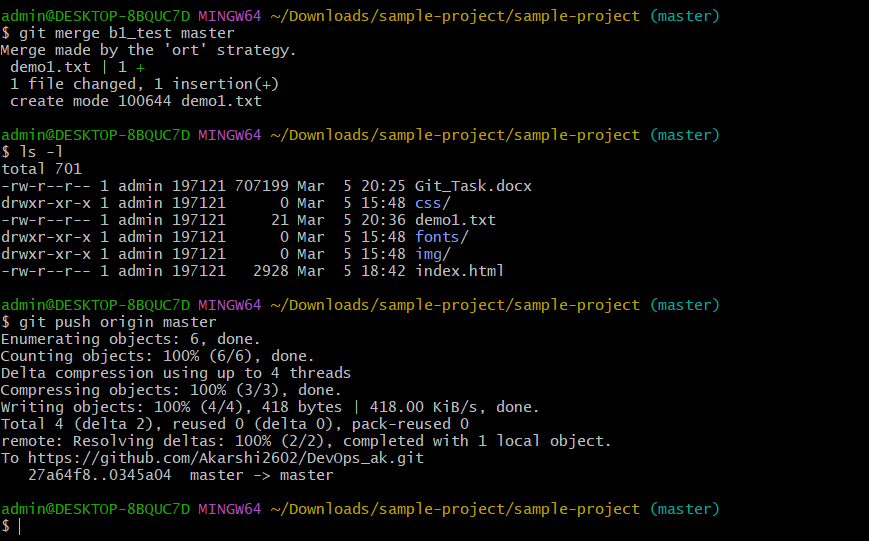 admin@DESKTOP-8BQUC7D MINGW64 ~/Downloads/sample-project/sample-project (master)
$ git merge b1_test master
Merge made by the 'ort' strategy.
 demo1.txt | 1 +
 1 file changed, 1 insertion(+)
 create mode 100644 demo1.txt

admin@DESKTOP-8BQUC7D MINGW64 ~/Downloads/sample-project/sample-project (master)
$ ls -l
total 701
-rw-r--r-- 1 admin 197121 707199 Mar  5 20:25 Git_Task.docx
drwxr-xr-x 1 admin 197121      0 Mar  5 15:48 css/
-rw-r--r-- 1 admin 197121     21 Mar  5 20:36 demo1.txt
drwxr-xr-x 1 admin 197121      0 Mar  5 15:48 fonts/
drwxr-xr-x 1 admin 197121      0 Mar  5 15:48 img/
-rw-r--r-- 1 admin 197121   2928 Mar  5 18:42 index.html

admin@DESKTOP-8BQUC7D MINGW64 ~/Downloads/sample-project/sample-project (master)
$ git push origin master
Enumerating objects: 6, done.
Counting objects: 100% (6/6), done.
Delta compression using up to 4 threads
Compressing objects: 100% (3/3), done.
Writing objects: 100% (4/4), 418 bytes | 418.00 KiB/s, done.
Total 4 (delta 2), reused 0 (delta 0), pack-reused 0
remote: Resolving deltas: 100% (2/2), completed with 1 local object.
To https://github.com/Akarshi2602/DevOps_ak.git
   27a64f8..0345a04  master -> master

admin@DESKTOP-8BQUC7D MINGW64 ~/Downloads/sample-project/sample-project (master)
$